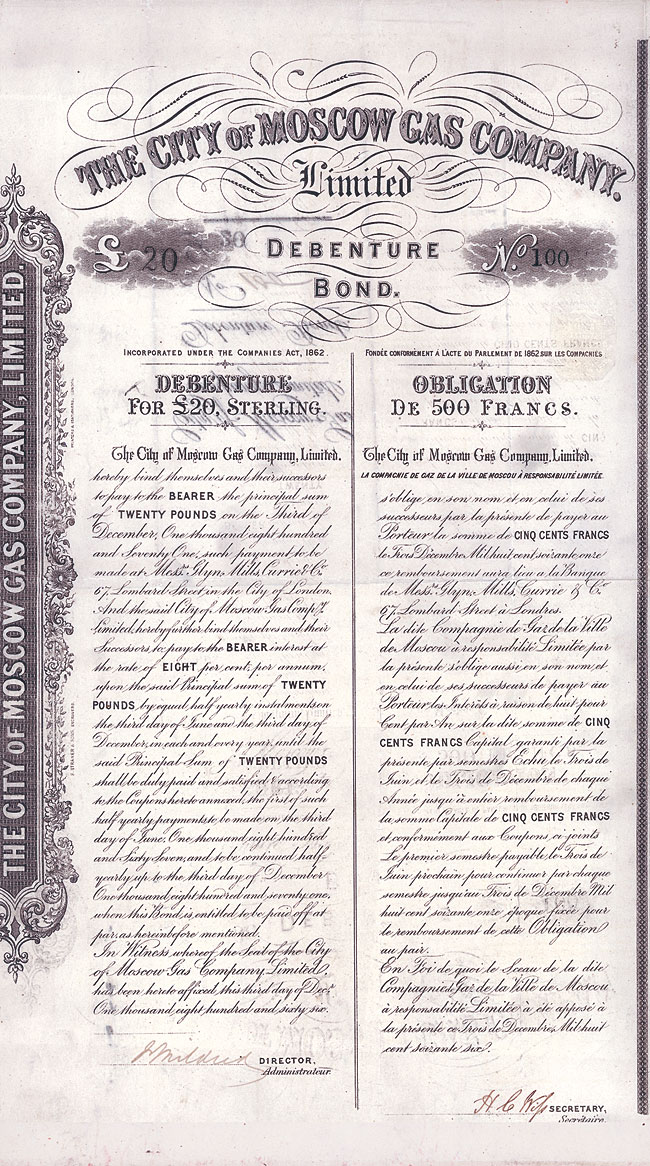 THE CITY OF MOSCOW GAS COMPANY.
Limited
£ 20
DEBENTURE
BOND.
No. 100
INCORPORATED UNDER THE COMPANIES ACT, 1862.
DEBENTURE
FOR £20, STERLING.
The City of Moscow Gas Company, Limited.
hereby bind themselves and their successors
to pay to the BEARER the principal sum
of TWENTY POUNDS on the Third of
December, One thousand eight hundred
and Seventy One, such payment to be
made at Messrs. Glyn, Mills, Currie & Co.
67, Lombard Street, in the City of London,
And the said City of Moscow Gas Compy.
Limited, hereby further bind themselves and their
Successors, to pay to the BEARER interest at
the rate of EIGHT per cent, per annum,
upon the said Principal sum of TWENTY
POUNDS by equal, half yearly instalments on
the third day of June and the third day of
December, in each and every year, until the
said Principal Sum of TWENTY POUNDS
shall be duly paid and satisfied & according
to the Coupons hereto annexed, the first of such
half yearly payments to be made on the third
day of June, One thousand, eight hundred
and Sixty Seven, and to be continued half-
yearly up to the third day of December
One thousand, eight hundred and seventy one,
when this Bond, is entitled to be paid off at
par, as hereinbefore mentioned.
In Witness whereof the Seal of the City
of Moscow Gas Company, Limited,
has been hereto affixed, this third day of Decr.
One thousand, eight hundred and sixty six.
DIRECTOR.
Administrateur.
FONDÉE CONFORMÉMENT À L'ACTE DU PARLEMENT DE 1862 SUR LES COMPAGNIES
OBLIGATION
DE 500 FRANCS.
The City of Moscow Gas Company, Limited.
LA COMPAGNIE DE GAZ DE LA VILLE DE MOSCOU À RESPONSABILITÉ LIMITÉE.
s'oblige en son nom et en celui de ses
successeurs par la présente de payer au
Porteur la somme de CINQ CENTS FRANCS
le Trois Décembre Mil huit cent soixante onze
ce remboursement aura lieu a la Banque
de Messrs. Glyn, Mills, Currie & Co.
67, Lombard Street à Londres.
La dite Compagnie de Gaz de la Ville
de Moscou à responsabilité Limitée par
la présente s'oblige aussi en son nom et
en celui de ses successeurs de payer au
Porteur les Interêts à raison de huit pour
Cent par An, sur la dite somme de CINQ
CENTS FRANCS Capital garanti par la
présente par semestres Echu le Trois de
Juin et le Trois de Décembre de chaque
Année jusqu'à entier remboursement de
la somme Capitale de CINQ CENTS FRANCS
et conformément aux Coupons ci-joints
Le premier semestre payable le Trois de
Juin prochain, pour continuer par chaque
semestre jusqu'au Trois de Décembre Mil
huit cent soixante onze époque fixée pour
le remboursement de cette Obligation
au pair.
En Foi de quoi le Sceau de la dite
Compagnie de Gaz de la Ville de Moscou
à responsabilité Limitée à été apposé à
la présente ce Trois de Decembre, Mil huit
cent soixante six.
SECRETARY,
Secrétaire.
THE CITY OF MOSCOW GAS COMPANY, LIMITED.